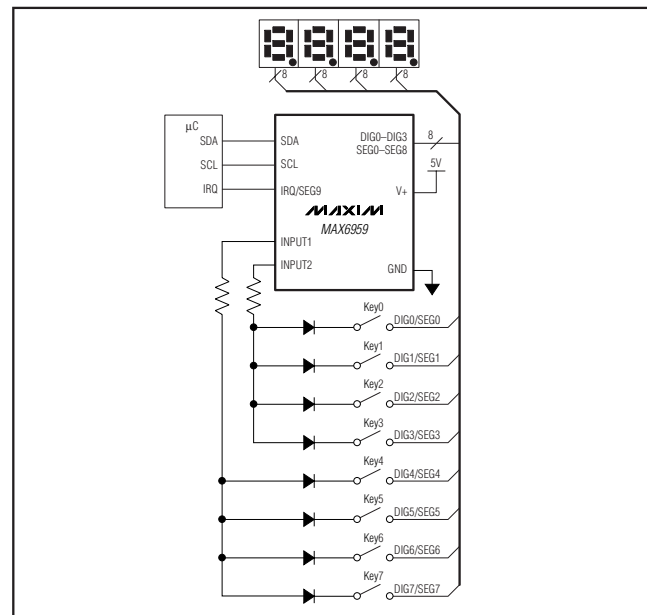 8 8 8 8
μC
SDA
SCL
IRQ
SDA
SCL
IRQ/SEG9
DIG0–DIG3
SEG0–SEG8
8
5V
V+
MAXIM
MAX6959
INPUT1
INPUT2
GND
Key0
DIG0/SEG0
Key1
DIG1/SEG1
Key2
DIG2/SEG2
Key3
DIG3/SEG3
Key4
DIG4/SEG4
Key5
DIG5/SEG5
Key6
DIG6/SEG6
Key7
DIG7/SEG7